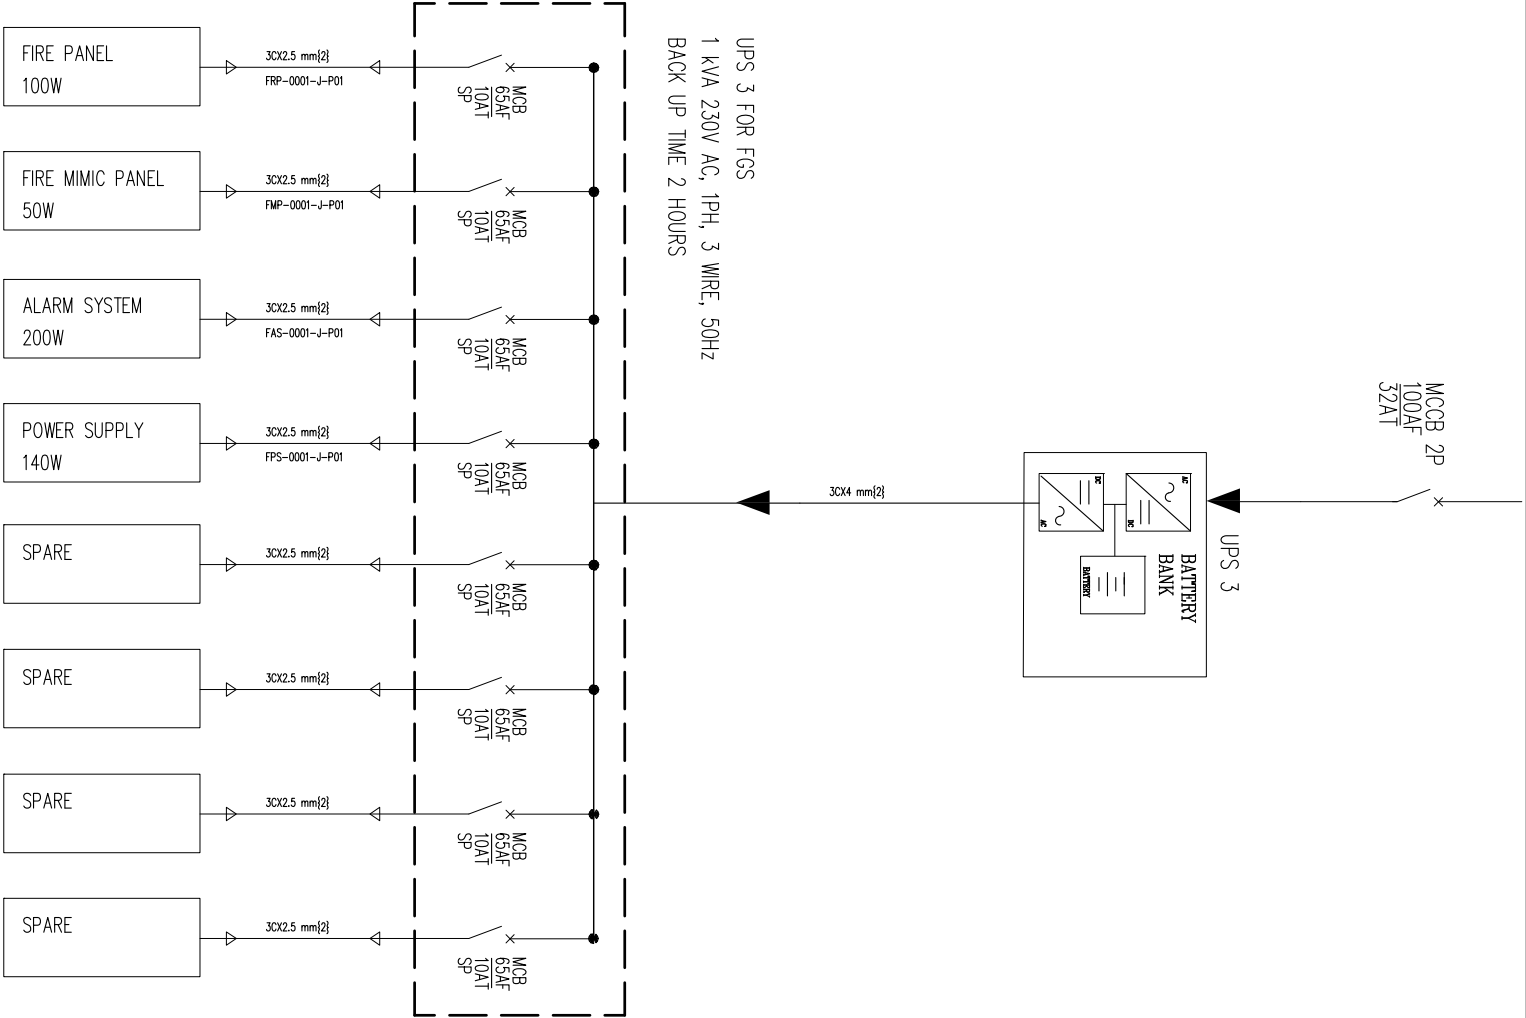 FIRE PANEL
100W
3CX2.5 mm{2}
FRP-0001-J-P01
MCB
65AF
10AT
SP
FIRE MIMIC PANEL
50W
3CX2.5 mm{2}
FMP-0001-J-P01
MCB
65AF
10AT
SP
ALARM SYSTEM
200W
3CX2.5 mm{2}
FAS-0001-J-P01
MCB
65AF
10AT
SP
POWER SUPPLY
140W
3CX2.5 mm{2}
FPS-0001-J-P01
MCB
65AF
10AT
SP
SPARE
3CX2.5 mm{2}
MCB
65AF
10AT
SP
SPARE
3CX2.5 mm{2}
MCB
65AF
10AT
SP
SPARE
3CX2.5 mm{2}
MCB
65AF
10AT
SP
SPARE
3CX2.5 mm{2}
MCB
65AF
10AT
SP
UPS 3 FOR FGS
1 kVA 230V AC, 1PH, 3 WIRE, 50Hz
BACK UP TIME 2 HOURS
3CX4 mm{2}
DC
AC
AC
DC
BATTERY
BATTERY
BANK
UPS 3
MCCB 2P
100AF
32AT